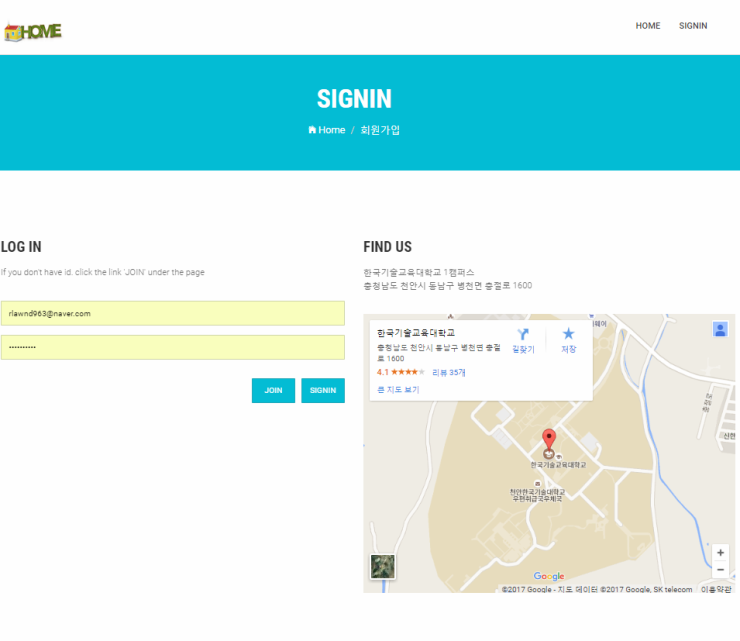 HOME
HOME SIGNIN
SIGNIN
Home / 회원가입
LOG IN
If you don't have id. click the link 'JOIN' under the page
rlawnd963@naver.com
JOIN SIGNIN
FIND US
한국기술교육대학교 1캠퍼스
충청남도 천안시 동남구 병천면 충절로 1600
한국기술교육대학교
충청남도 천안시 동남구 병천면 충절
로 1600
길찾기 저장
4.1 리뷰 35개
큰 지도 보기
한국기술교육대학교
천안한국기술대학교
우편취급국우체국
Google
©2017 Google - 지도 데이터 ©2017 Google, SK telecom 이용약관